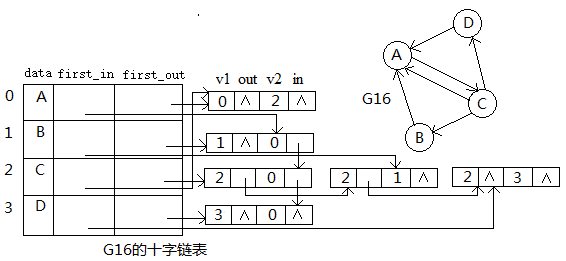 data first_in first_out v1 out v2 in
0 A 0 ∧ 2 ∧
1 B 1 ∧ 0
2 C 2 0 2 1 ∧ 2 ∧ 3 ∧
3 D 3 ∧ 0 ∧
G16的十字链表
D
A
G16
C
B